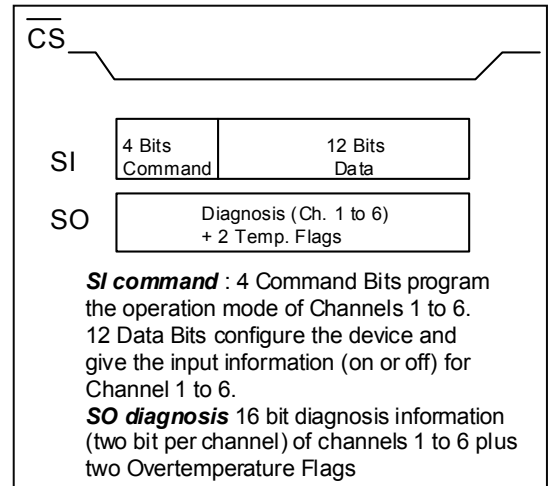 CS
SI
4 Bits
Command
12 Bits
Data
SO
Diagnosis (Ch. 1 to 6)
+ 2 Temp. Flags
SI command : 4 Command Bits program
the operation mode of Channels 1 to 6.
12 Data Bits configure the device and
give the input information (on or off) for
Channel 1 to 6.
SO diagnosis 16 bit diagnosis information
(two bit per channel) of channels 1 to 6 plus
two Overtemperature Flags